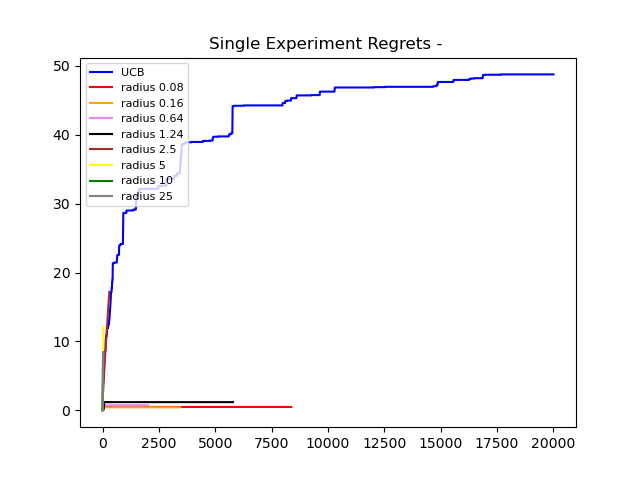 Single Experiment Regrets -
UCB
radius 0.08
radius 0.16
radius 0.64
radius 1.24
radius 2.5
radius 5
radius 10
radius 25
50
40
30
20
10
0
0 2500 5000 7500 10000 12500 15000 17500 20000